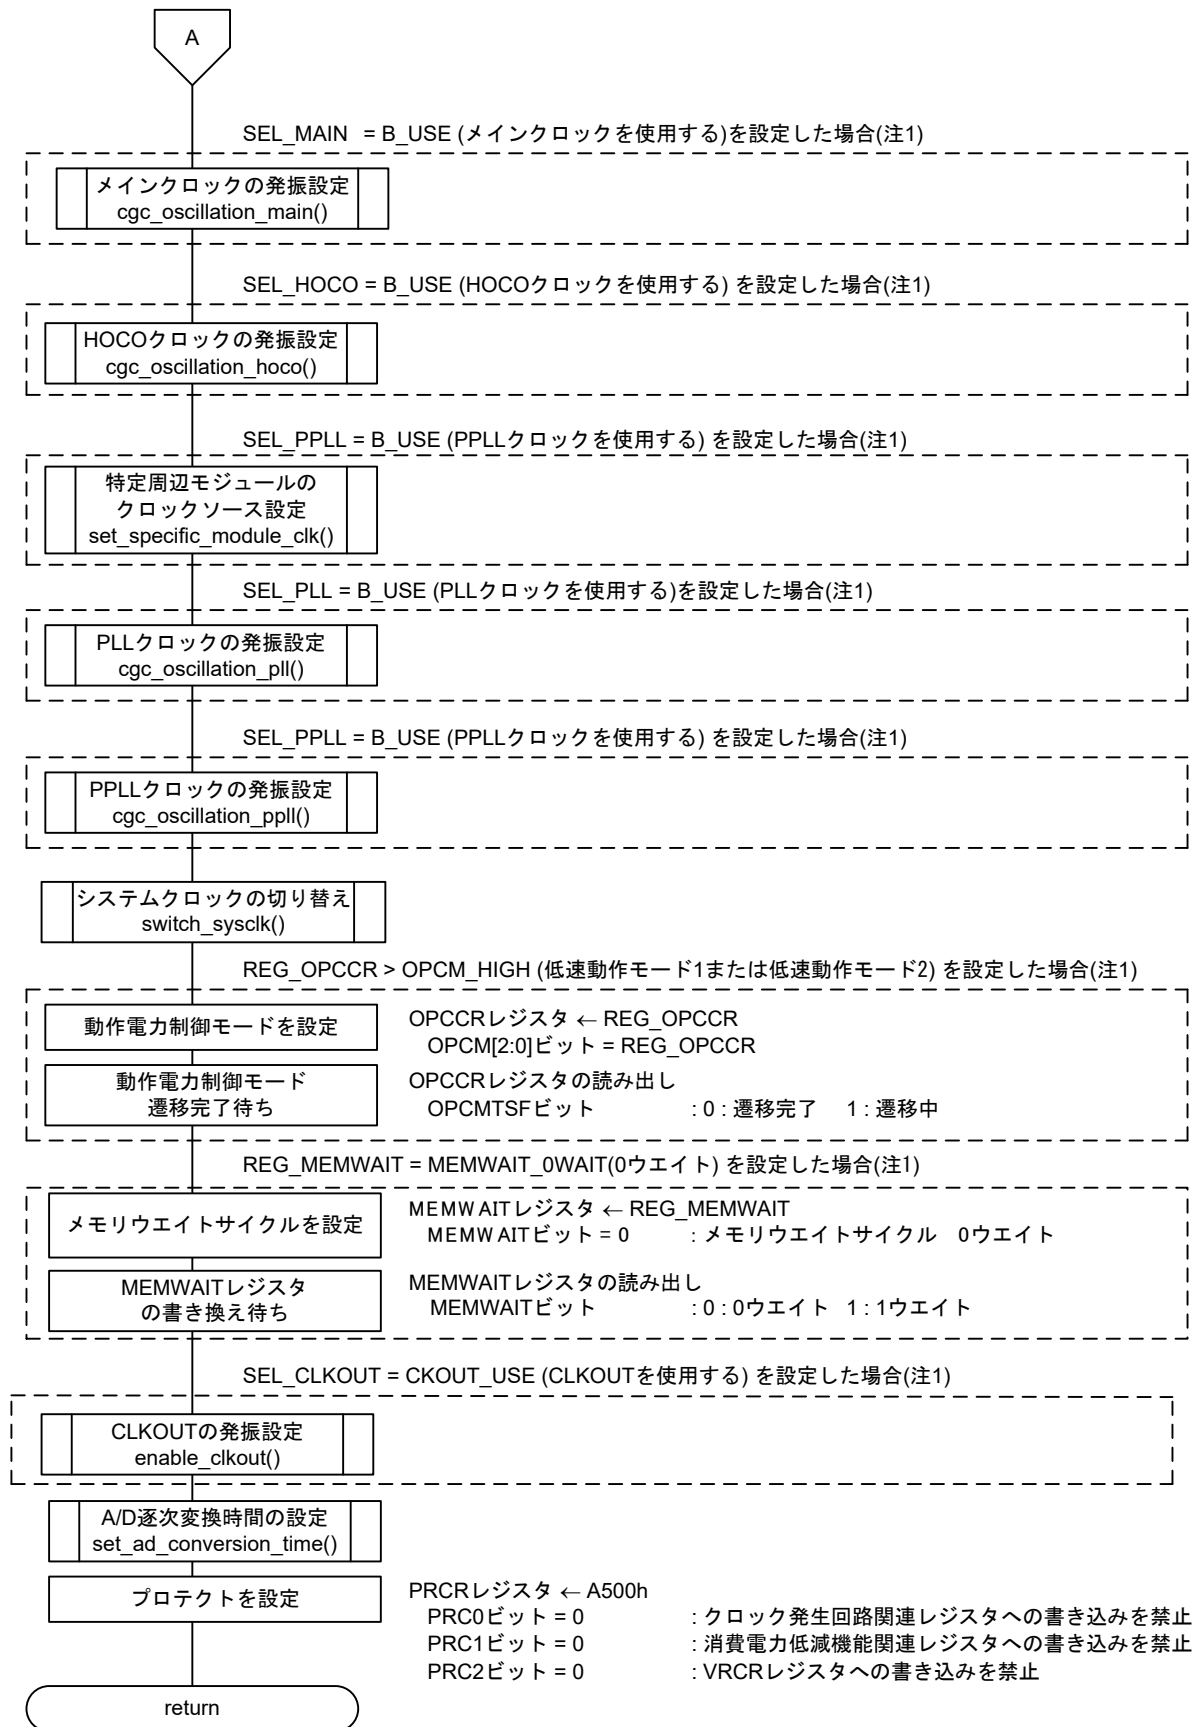 A
SEL_MAIN = B_USE (メインクロックを使用する)を設定した場合(注1)
メインクロックの発振設定
cgc_oscillation_main()
SEL_HOCO = B_USE (HOCOクロックを使用する) を設定した場合(注1)
HOCOクロックの発振設定
cgc_oscillation_hoco()
SEL_PPLL = B_USE (PPLLクロックを使用する) を設定した場合(注1)
特定周辺モジュールの
クロックソース設定
set_specific_module_clk()
SEL_PLL = B_USE (PLLクロックを使用する)を設定した場合(注1)
PLLクロックの発振設定
cgc_oscillation_pll()
SEL_PPLL = B_USE (PPLLクロックを使用する) を設定した場合(注1)
PPLLクロックの発振設定
cgc_oscillation_ppll()
システムクロックの切り替え
switch_sysclk()
REG_OPCCR > OPCM_HIGH (低速動作モード1または低速動作モード2) を設定した場合(注1)
動作電力制御モードを設定
OPCCRレジスタ ← REG_OPCCR
OPCM[2:0]ビット = REG_OPCCR
動作電力制御モード
遷移完了待ち
OPCCRレジスタの読み出し
OPCMTSFビット : 0 : 遷移完了 1 : 遷移中
REG_MEMWAIT = MEMWAIT_0WAIT(0ウエイト) を設定した場合(注1)
メモリウエイトサイクルを設定
MEMWAITレジスタ ← REG_MEMWAIT
MEMWAITビット = 0 : メモリウエイトサイクル 0ウエイト
MEMWAITレジスタ
の書き換え待ち
MEMWAITレジスタの読み出し
MEMWAITビット : 0 : 0ウエイト 1 : 1ウエイト
SEL_CLKOUT = CKOUT_USE (CLKOUTを使用する) を設定した場合(注1)
CLKOUTの発振設定
enable_clkout()
A/D逐次変換時間の設定
set_ad_conversion_time()
プロテクトを設定
PRCRレジスタ ← A500h
PRC0ビット = 0 : クロック発生回路関連レジスタへの書き込みを禁止
PRC1ビット = 0 : 消費電力低減機能関連レジスタへの書き込みを禁止
PRC2ビット = 0 : VRCRレジスタへの書き込みを禁止
return